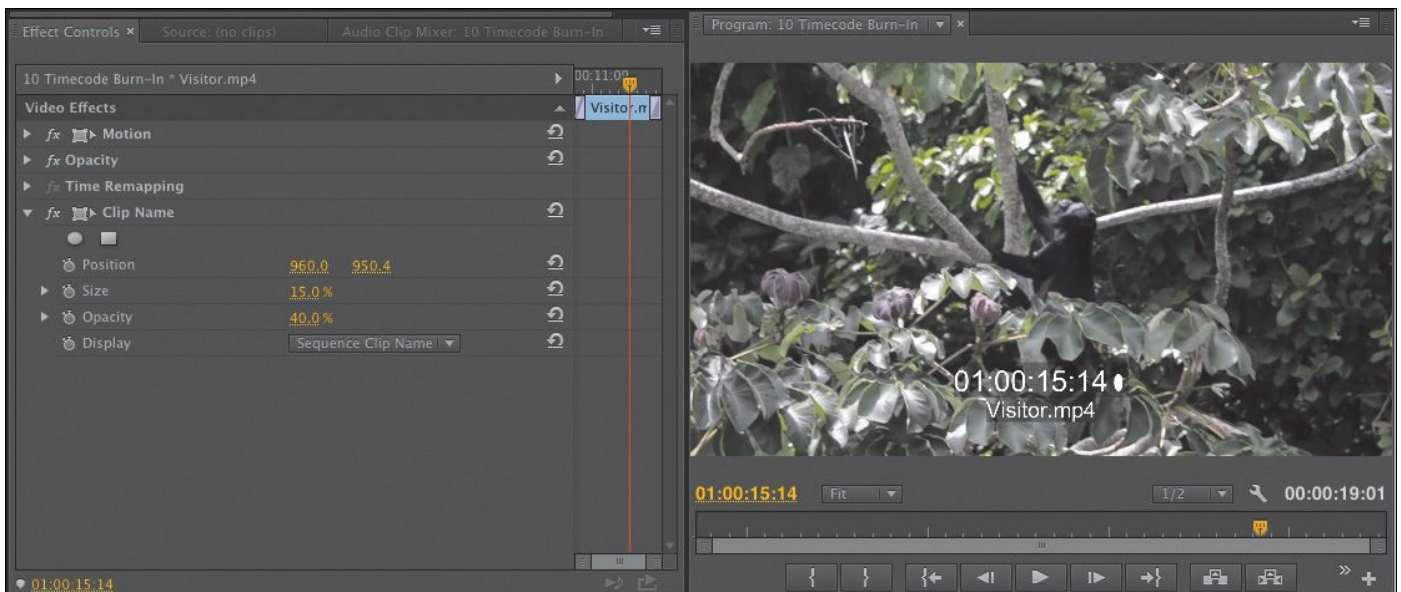 Effect Controls × Source: (no clips) Audio Clip Mixer: 10 Timecode Burn-In
10 Timecode Burn-In * Visitor.mp4
00:11:09
Video Effects
Visitor.m
fx Motion
fx Opacity
fx Time Remapping
fx Clip Name
Position 960.0 950.4
Size 15.0 %
Opacity 40.0 %
Display Sequence Clip Name
01:00:15:14
Program: 10 Timecode Burn-In ×
01:00:15:14
Visitor.mp4
01:00:15:14 Fit 1/2 00:00:19:01